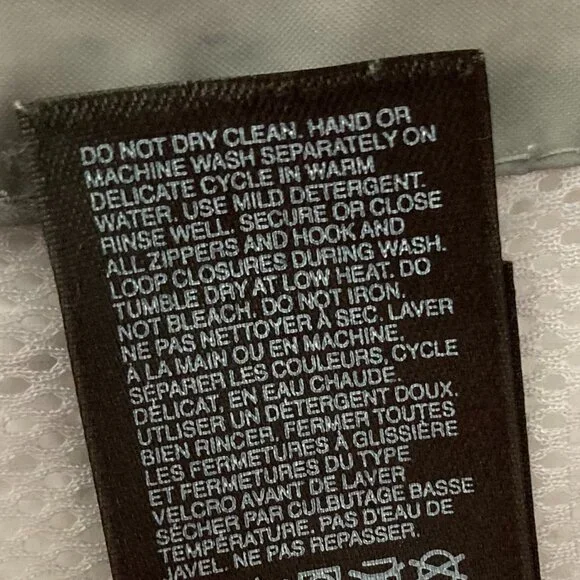 DO NOT DRY CLEAN. HAND OR
MACHINE WASH SEPARATELY ON
DELICATE CYCLE IN WARM
WATER. USE MILD DETERGENT.
RINSE WELL. SECURE OR CLOSE
ALL ZIPPERS AND HOOK AND
LOOP CLOSURES DURING WASH.
TUMBLE DRY AT LOW HEAT. DO
NOT BLEACH. DO NOT IRON.
NE PAS NETTOYER À SEC. LAVER
À LA MAIN OU EN MACHINE.
SÉPARER LES COULEURS. CYCLE
DÉLICAT, EN EAU CHAUDE.
UTLISER UN DÉTERGENT DOUX.
BIEN RINCER, FERMER TOUTES
LES FERMETURES À GLISSIÈRE
ET FERMETURES DU TYPE
VELCRO AVANT DE LAVER
SÈCHER PAR CULBUTAGE BASSE
TEMPÉRATURE. PAS D'EAU DE
JAVEL. NE PAS REPASSER.